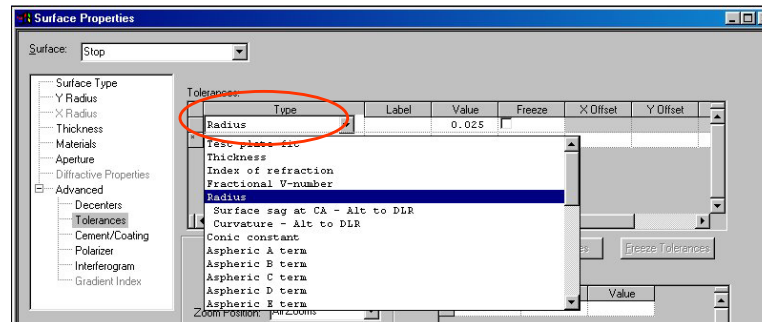 Surface Properties
Surface: Stop
Surface Type
Y Radius
X Radius
Thickness
Materials
Aperture
Diffractive Properties
Advanced
Decenters
Tolerances
Cement/Coating
Polarizer
Interferogram
Gradient Index
Tolerances:
Type Label Value Freeze X Offset Y Offset
Radius 0.025
Test plate fit
Thickness
Index of refraction
Fractional V-number
Radius
Surface sag at CA - Alt to DLR
Curvature - Alt to DLR
Conic constant
Aspheric A term
Aspheric B term
Aspheric C term
Aspheric D term
Aspheric E term
Freeze Tolerances
Value
Zoom Position: All Zooms